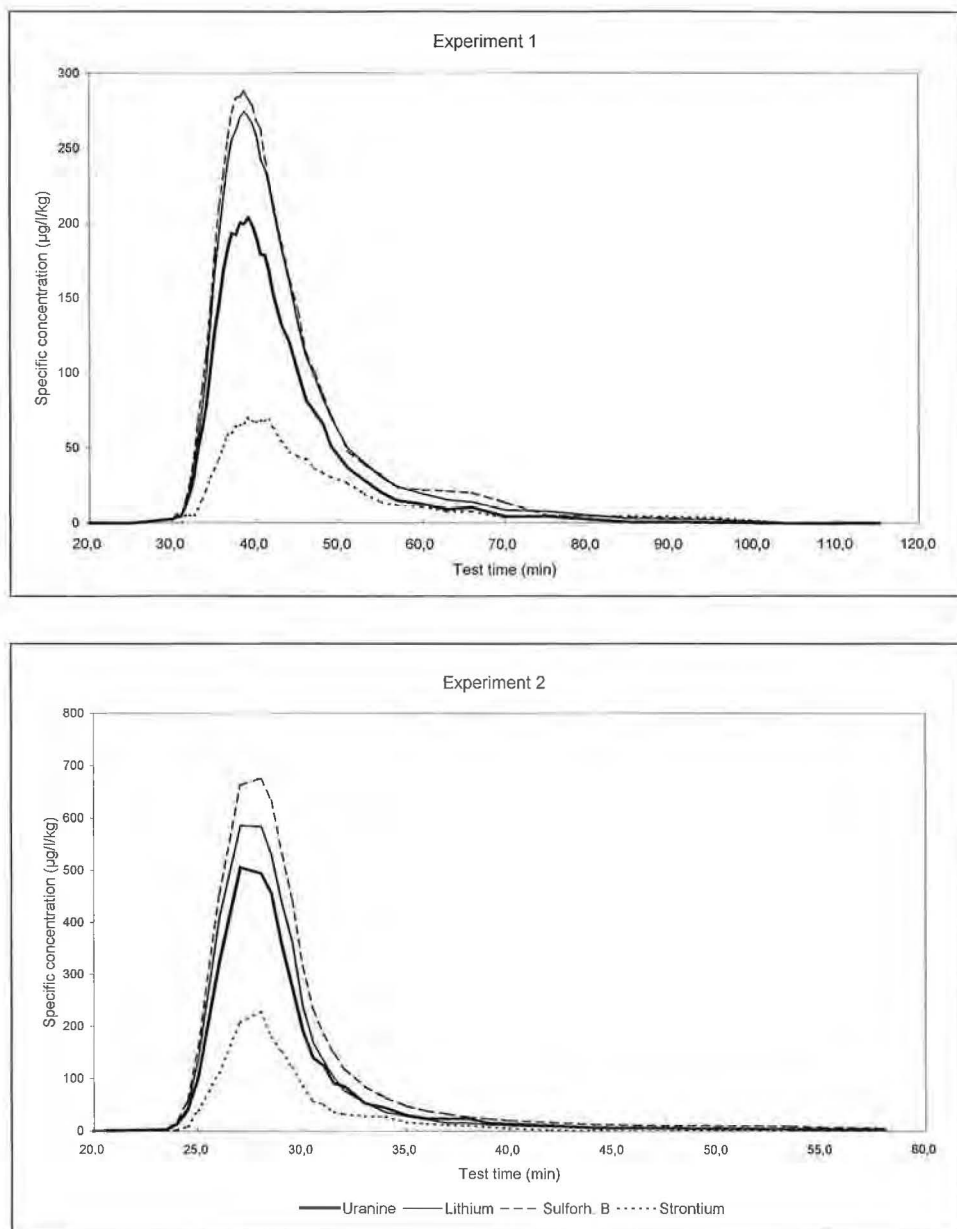 Experiment 1
Specific concentration (µg/l/kg)
300
250
200
150
100
50
0
20,0 30,0 40,0 50,0 60,0 70,0 80,0 90,0 100,0 110,0 120,0
Test time (min)
Experiment 2
Specific concentration (µg/l/kg)
800
700
600
500
400
300
200
100
0
20,0 25,0 30,0 35,0 40,0 45,0 50,0 55,0 60,0
Test time (min)
Uranine Lithium Sulforh. B Strontium